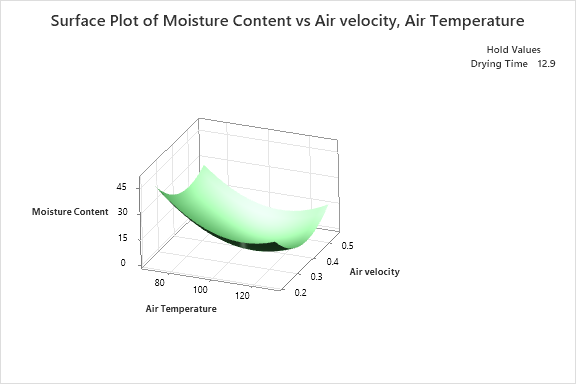 Surface Plot of Moisture Content vs Air velocity, Air Temperature
Hold Values
Drying Time 12.9
45
Moisture Content 30
15
0
80
100
120
Air Temperature
0.5
0.4
0.3
0.2
Air velocity